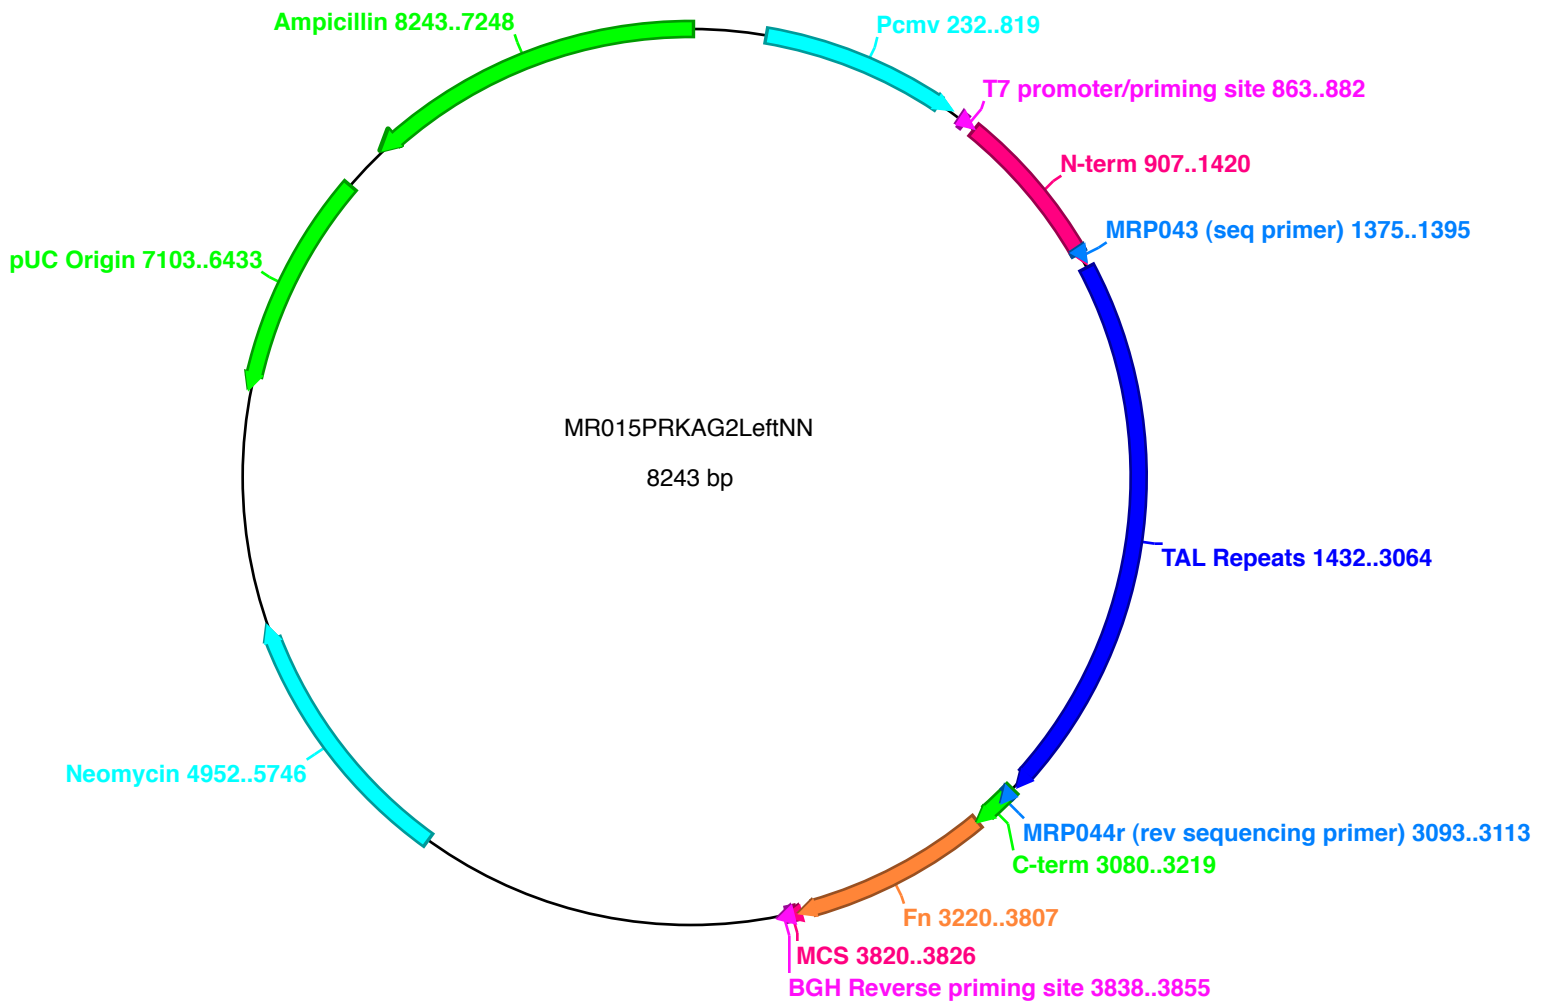 Ampicillin 8243..7248
Pcmv 232..819
T7 promoter/priming site 863..882
N-term 907..1420
MRP043 (seq primer) 1375..1395
pUC Origin 7103..6433
MR015PRKAG2LeftNN
8243 bp
TAL Repeats 1432..3064
Neomycin 4952..5746
MRP044r (rev sequencing primer) 3093..3113
C-term 3080..3219
Fn 3220..3807
MCS 3820..3826
BGH Reverse priming site 3838..3855